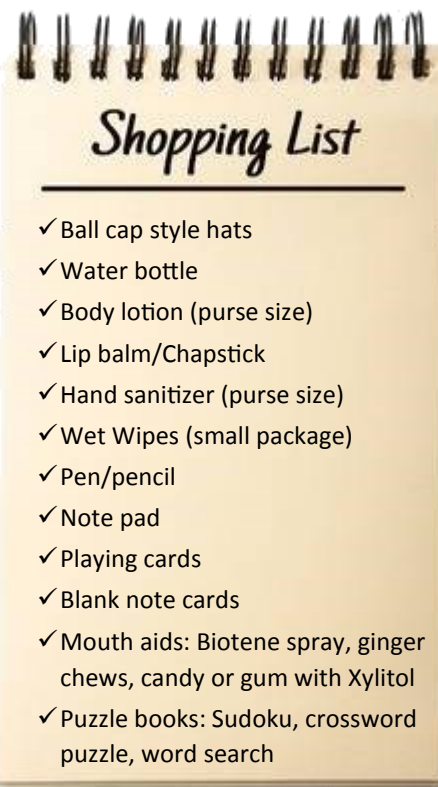 Shopping List
✓ Ball cap style hats
✓ Water bottle
✓ Body lotion (purse size)
✓ Lip balm/Chapstick
✓ Hand sanitizer (purse size)
✓ Wet Wipes (small package)
✓ Pen/pencil
✓ Note pad
✓ Playing cards
✓ Blank note cards
✓ Mouth aids: Biotene spray, ginger
chews, candy or gum with Xylitol
✓ Puzzle books: Sudoku, crossword
puzzle, word search